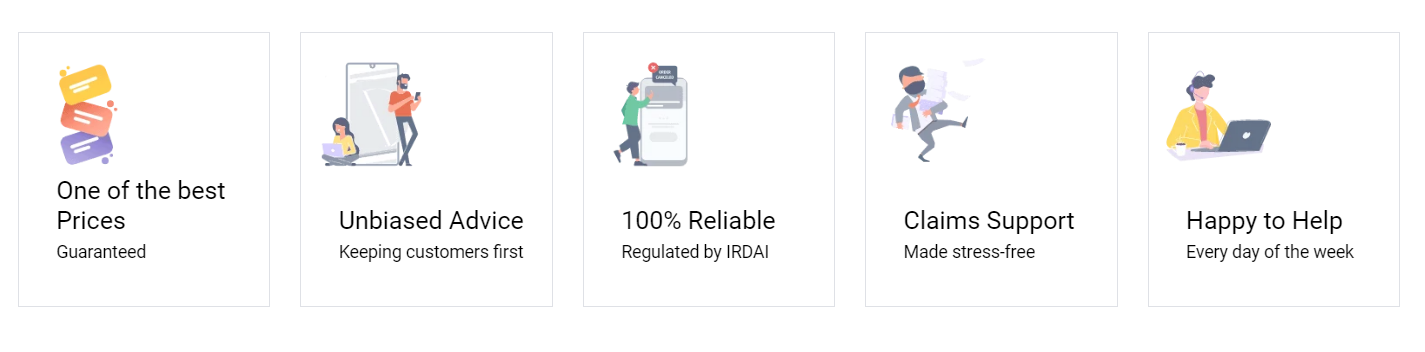 One of the best
Prices
Guaranteed
Unbiased Advice
Keeping customers first
100% Reliable
Regulated by IRDAI
Claims Support
Made stress-free
Happy to Help
Every day of the week